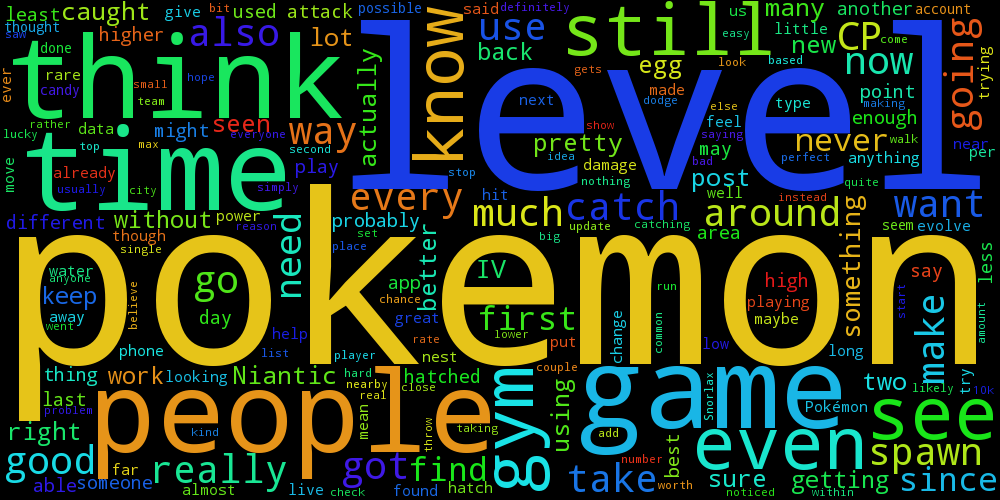 least
caught
give
bit
used
attack
possible
said
definitely
us
many
another
account
thought
saw
higher
also
lot
know
use
still
easy
little
CP
come
going
think
level
done
back
new
now
trying
ever
rare
candy
small
team
hope
actually
egg
made
look
based
gets
point
next
dodge
else
type
making
rather
data
might
seen
everyone
way
feel
enough
lucky
top
max
second
show
saying
never
walk
near
per
time
pretty
idea
damage
may
bad
perfect
anything
move
already
usually
city
simply
play
stop
nothing
post
quite
every
hit
well
instead
different
without
power
reason
need
probably
much
catch
around
want
though
set
big
update
catching
area
something
seem
evolve
single
place
better
pokemon
water
anyone
go
IV
high
say
less
keep
believe
app
run
playing
start
away
day
chance
great
first
change
common
maybe
make
amount
went
help
lower
phone
list
player
rate
nest
put
low
long
thing
work
looking
Niantic
hard
nearby
real
close
hatched
couple
game
Snorlax
two
likely
try
10k
last
problem
people
mean
gym
using
Pokémon
see
right
kind
throw
taking
add
best
even
spawn
good
far
really
got
find
number
able
someone
almost
live
check
found
hatch
take
worth
sure
noticed
getting
within
since